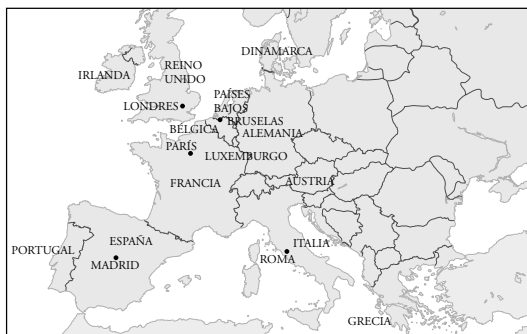 DINAMARCA
REINO
UNIDO
IRLANDA
PAÍSES
BAJOS
LONDRES
BRUSELAS
BÉLGICA
ALEMANIA
PARÍS
LUXEMBURGO
FRANCIA
AUSTRIA
ESPAÑA
PORTUGAL
MADRID
ITALIA
ROMA
GRECIA